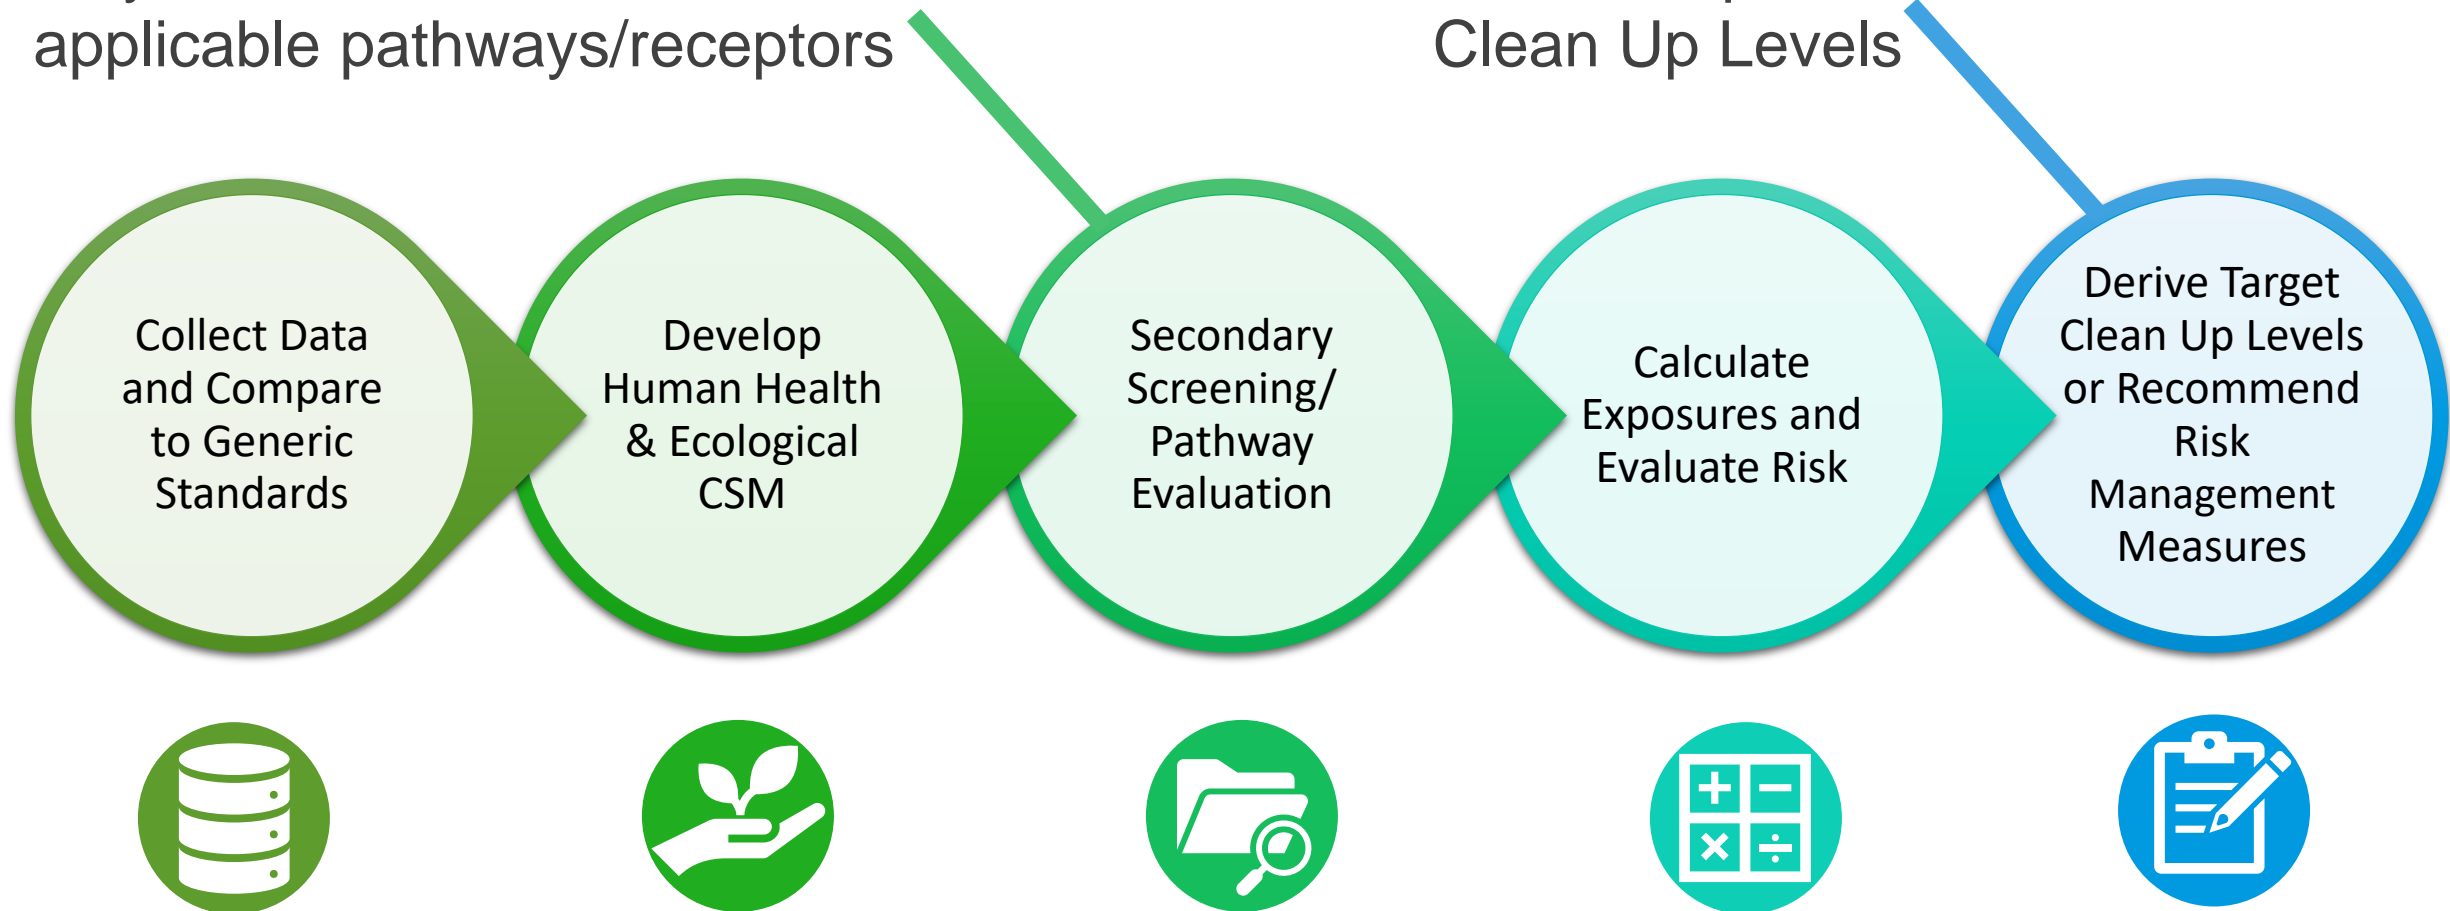 applicable pathways/receptors
Clean Up Levels
Collect Data
and Compare
to Generic
Standards
Develop
Human Health
& Ecological
CSM
Secondary
Screening/
Pathway
Evaluation
Calculate
Exposures and
Evaluate Risk
Derive Target
Clean Up Levels
or Recommend
Risk
Management
Measures